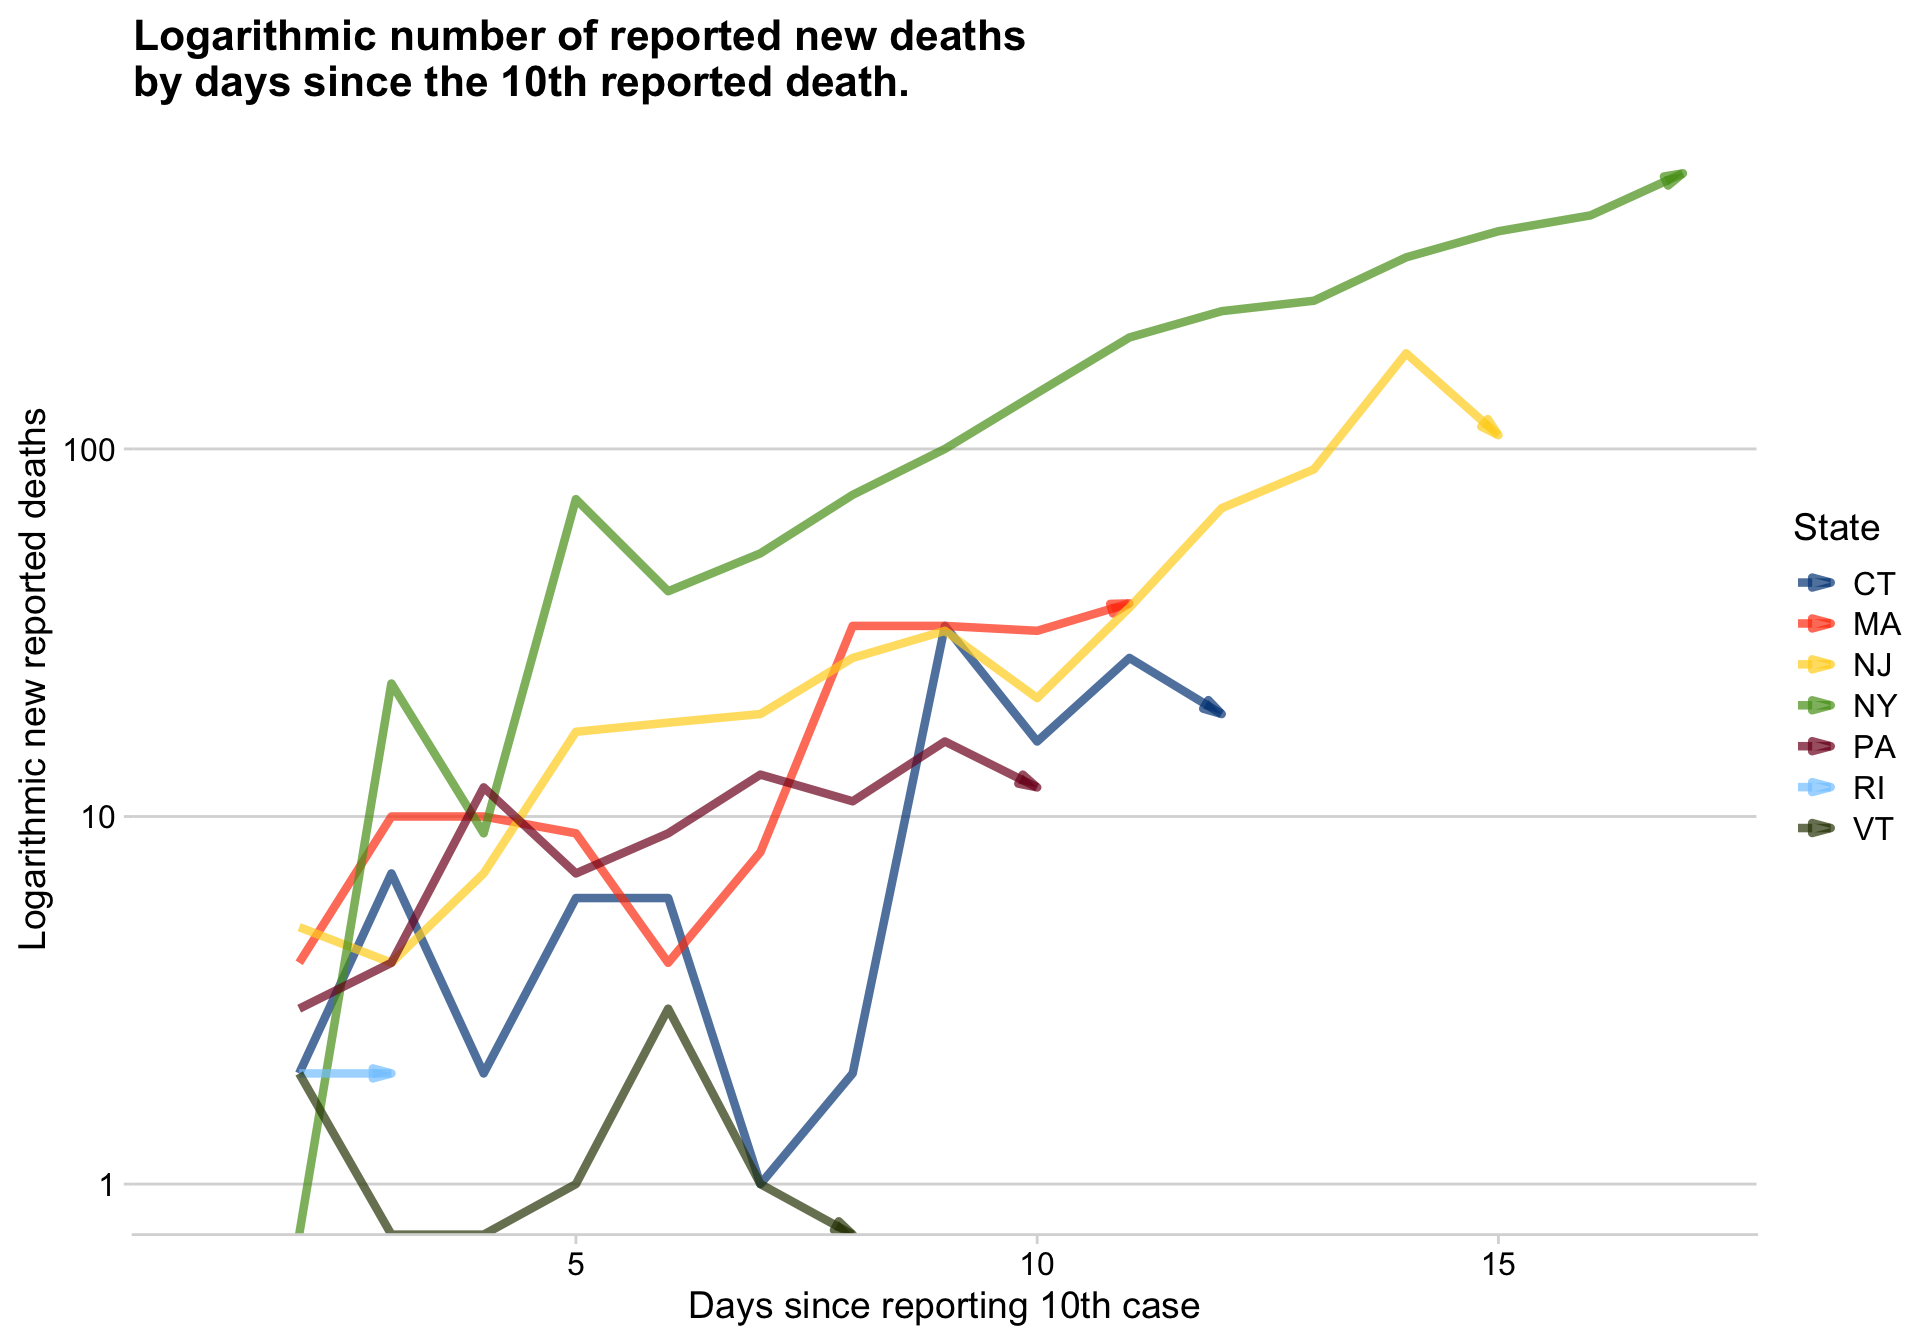 Logarithmic number of reported new deaths
by days since the 10th reported death.
Logarithmic new reported deaths
100
10
1
5
10
15
Days since reporting 10th case
State
CT
MA
NJ
NY
PA
RI
VT